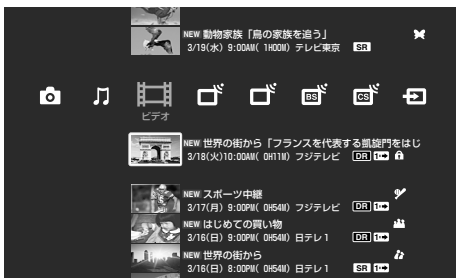 NEW 動物家族「鳥の家族を追う」
3/19(水) 9:00AM( 1H00M) テレビ東京 SR
BS CS
ビデオ
NEW 世界の街から「フランスを代表する凱旋門をはじ
3/18(火)10:00AM( 0H11M) フジテレビ DR 1
NEW スポーツ中継
3/17(月) 9:00PM( 0H54M) フジテレビ DR 1
NEW はじめての買い物
3/16(日) 9:00PM( 0H54M) 日テレ1 DR 1
NEW 世界の街から
3/16(日) 8:00PM( 0H54M) 日テレ1 SR 1